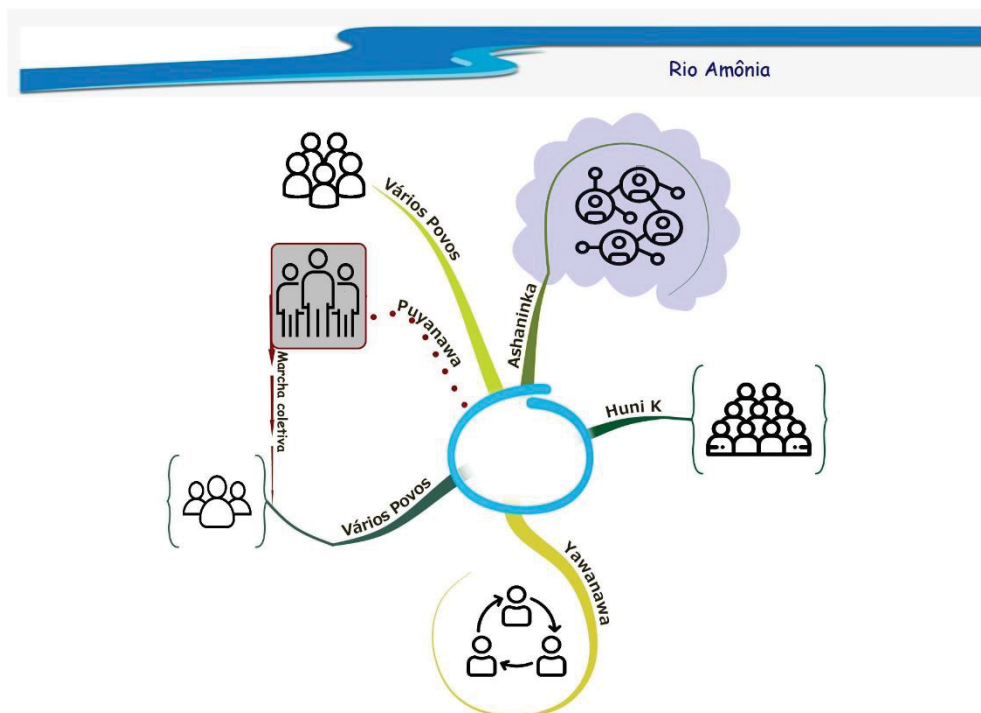 Rio Amônia
Vários Povos
Ashaninka
Puyanawa
Marcha coletiva
Huni K
Vários Povos
Yawanawa